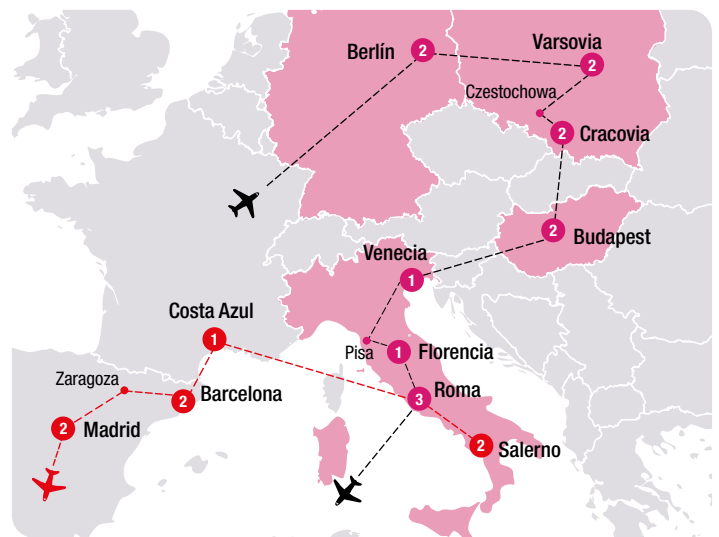 Berlín
2
Varsovia
2
Czestochowa
2
Cracovia
2
Budapest
Venecia
1
Costa Azul
1
Pisa
1
Florencia
Zaragoza
2
Barcelona
3
Roma
2
Madrid
2
Salerno